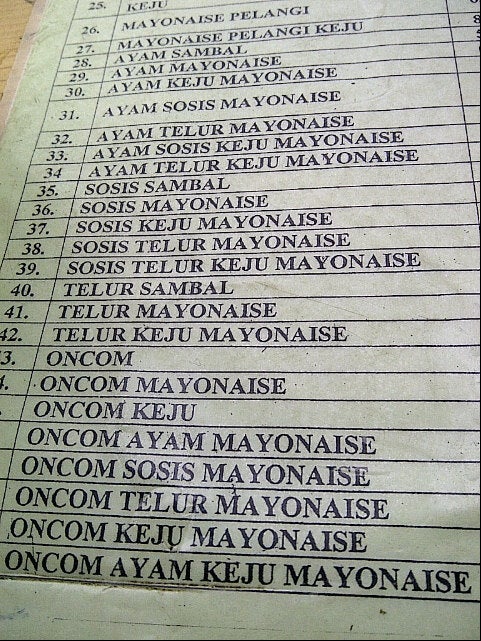 25. KEJU
26. MAYONAISE PELANGI
27. MAYONAISE PELANGI KEJU
28. AYAM SAMBAL
29. AYAM MAYONAISE
30. AYAM KEJU MAYONAISE
31. AYAM SOSIS MAYONAISE
32. AYAM TELUR MAYONAISE
33. AYAM SOSIS KEJU MAYONAISE
34 AYAM TELUR KEJU MAYONAISE
35. SOSIS SAMBAL
36. SOSIS MAYONAISE
37. SOSIS KEJU MAYONAISE
38. SOSIS TELUR MAYONAISE
39. SOSIS TELUR KEJU MAYONAISE
40. TELUR SAMBAL
41. TELUR MAYONAISE
42. TELUR KEJU MAYONAISE
3. ONCOM
ONCOM MAYONAISE
ONCOM KEJU
ONCOM AYAM MAYONAISE
ONCOM SOSIS MAYONAISE
ONCOM TELUR MAYONAISE
ONCOM KEJU MAYONAISE
ONCOM AYAM KEJU MAYONAISE